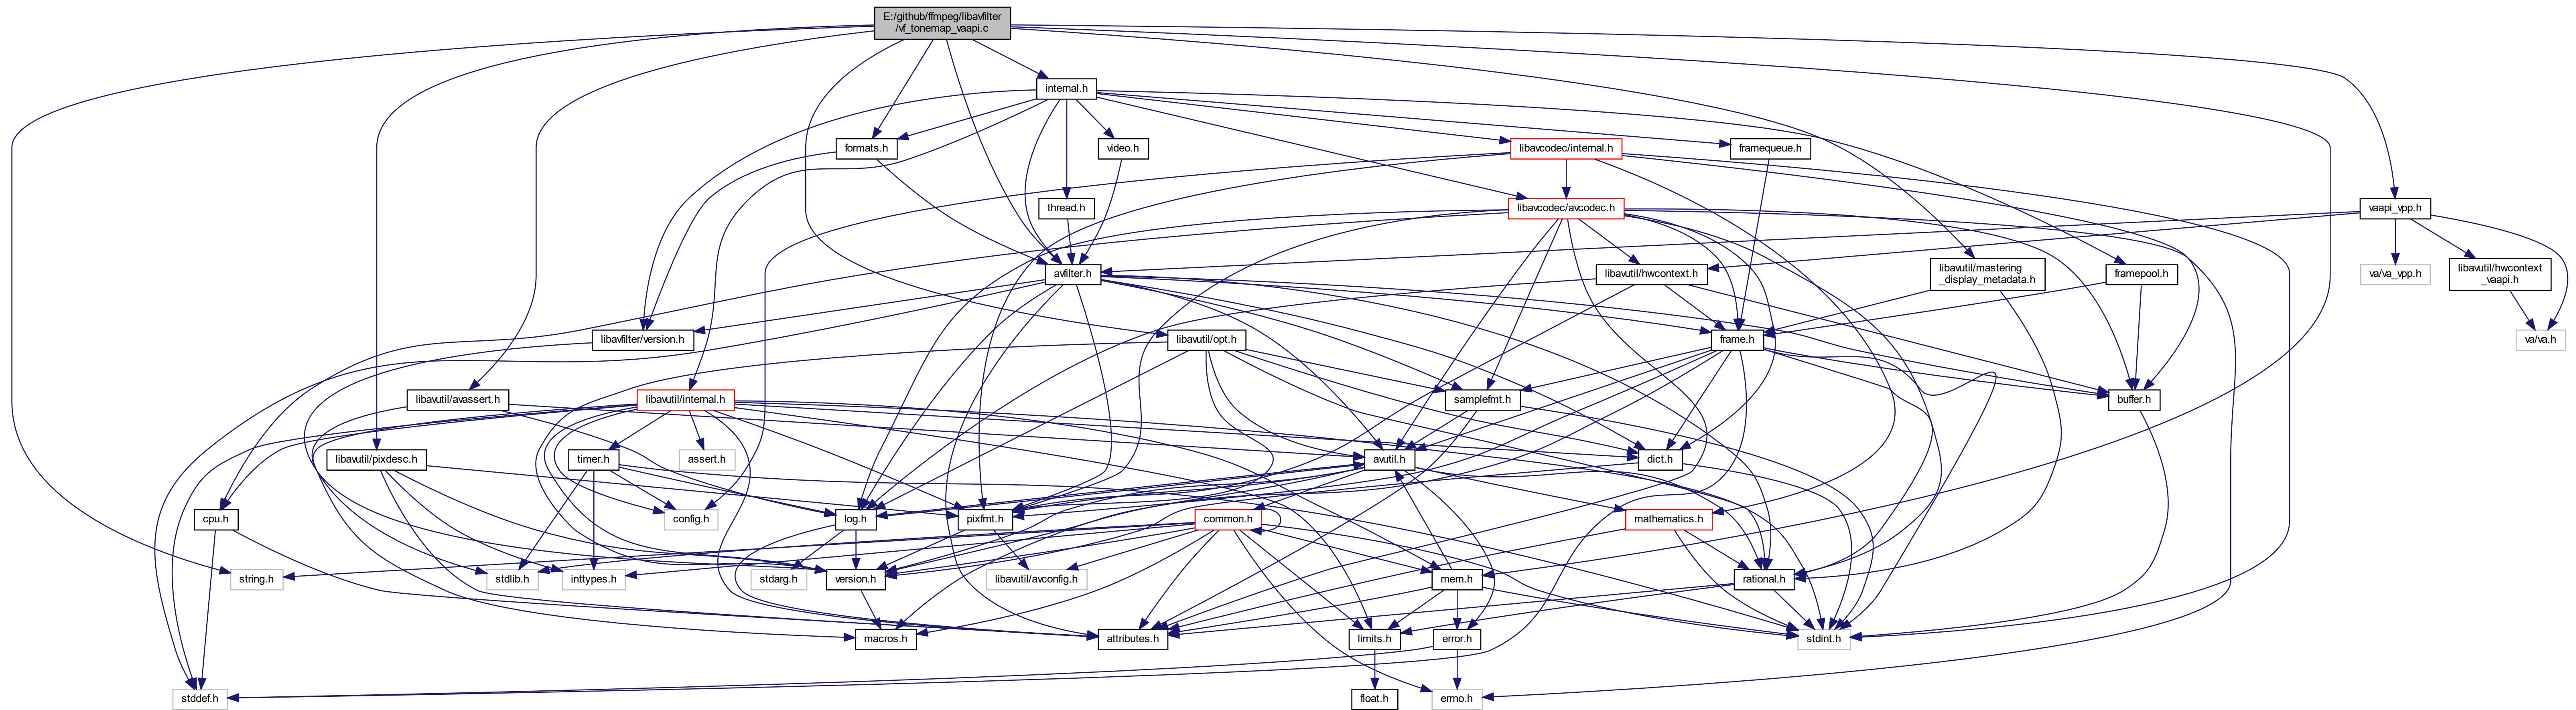 E:/github/ffmpeg/libavfilter
/vf_tonemap_vaapi.c
internal.h
formats.h
video.h
libavcodec/internal.h
framequeue.h
thread.h
libavcodec/avcodec.h
vaapi_vpp.h
avfilter.h
libavutil/hwcontext.h
libavutil/mastering
_display_metadata.h
framepool.h
va/va_vpp.h
libavutil/hwcontext
_vaapi.h
libavfilter/version.h
libavutil/opt.h
frame.h
va/va.h
libavutil/avassert.h
libavutil/internal.h
samplefmt.h
buffer.h
libavutil/pixdesc.h
timer.h
assert.h
avutil.h
dict.h
cpu.h
config.h
log.h
pixfmt.h
common.h
mathematics.h
string.h
stdlib.h
inttypes.h
stdarg.h
version.h
libavutil/avconfig.h
mem.h
rational.h
macros.h
attributes.h
limits.h
error.h
stdint.h
stddef.h
float.h
errno.h